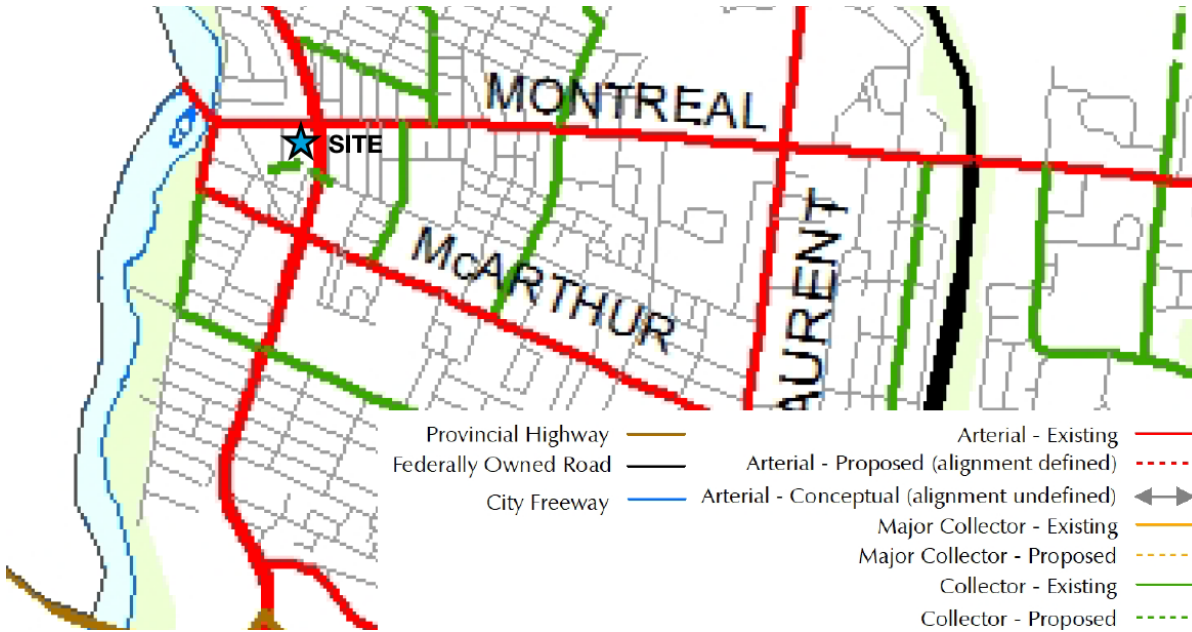 MONTREAL
SITE
McARTHUR
AURENT
Provincial Highway
Federally Owned Road
City Freeway
Arterial - Existing
Arterial - Proposed (alignment defined)
Arterial - Conceptual (alignment undefined)
Major Collector - Existing
Major Collector - Proposed
Collector - Existing
Collector - Proposed